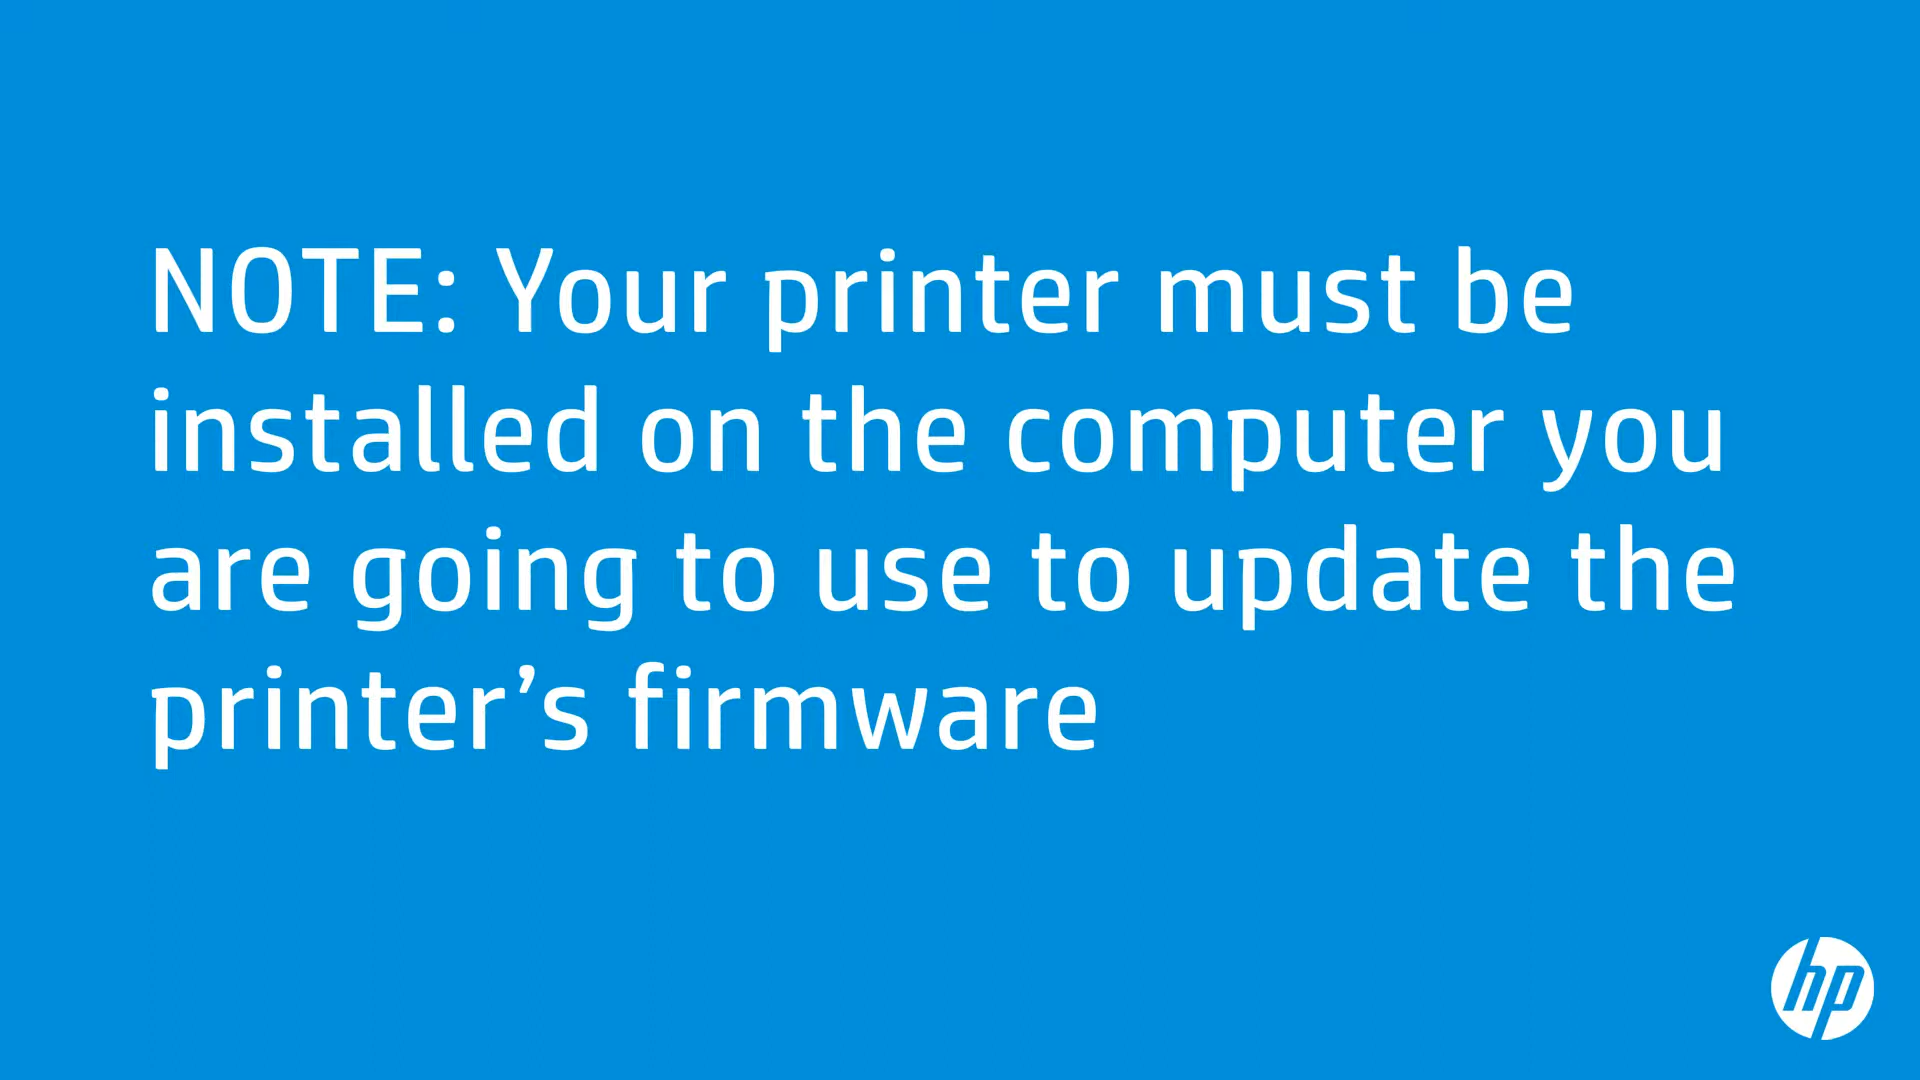 NOTE: Your printer must be
installed on the computer you
are going to use to update the
printer’s firmware
hp